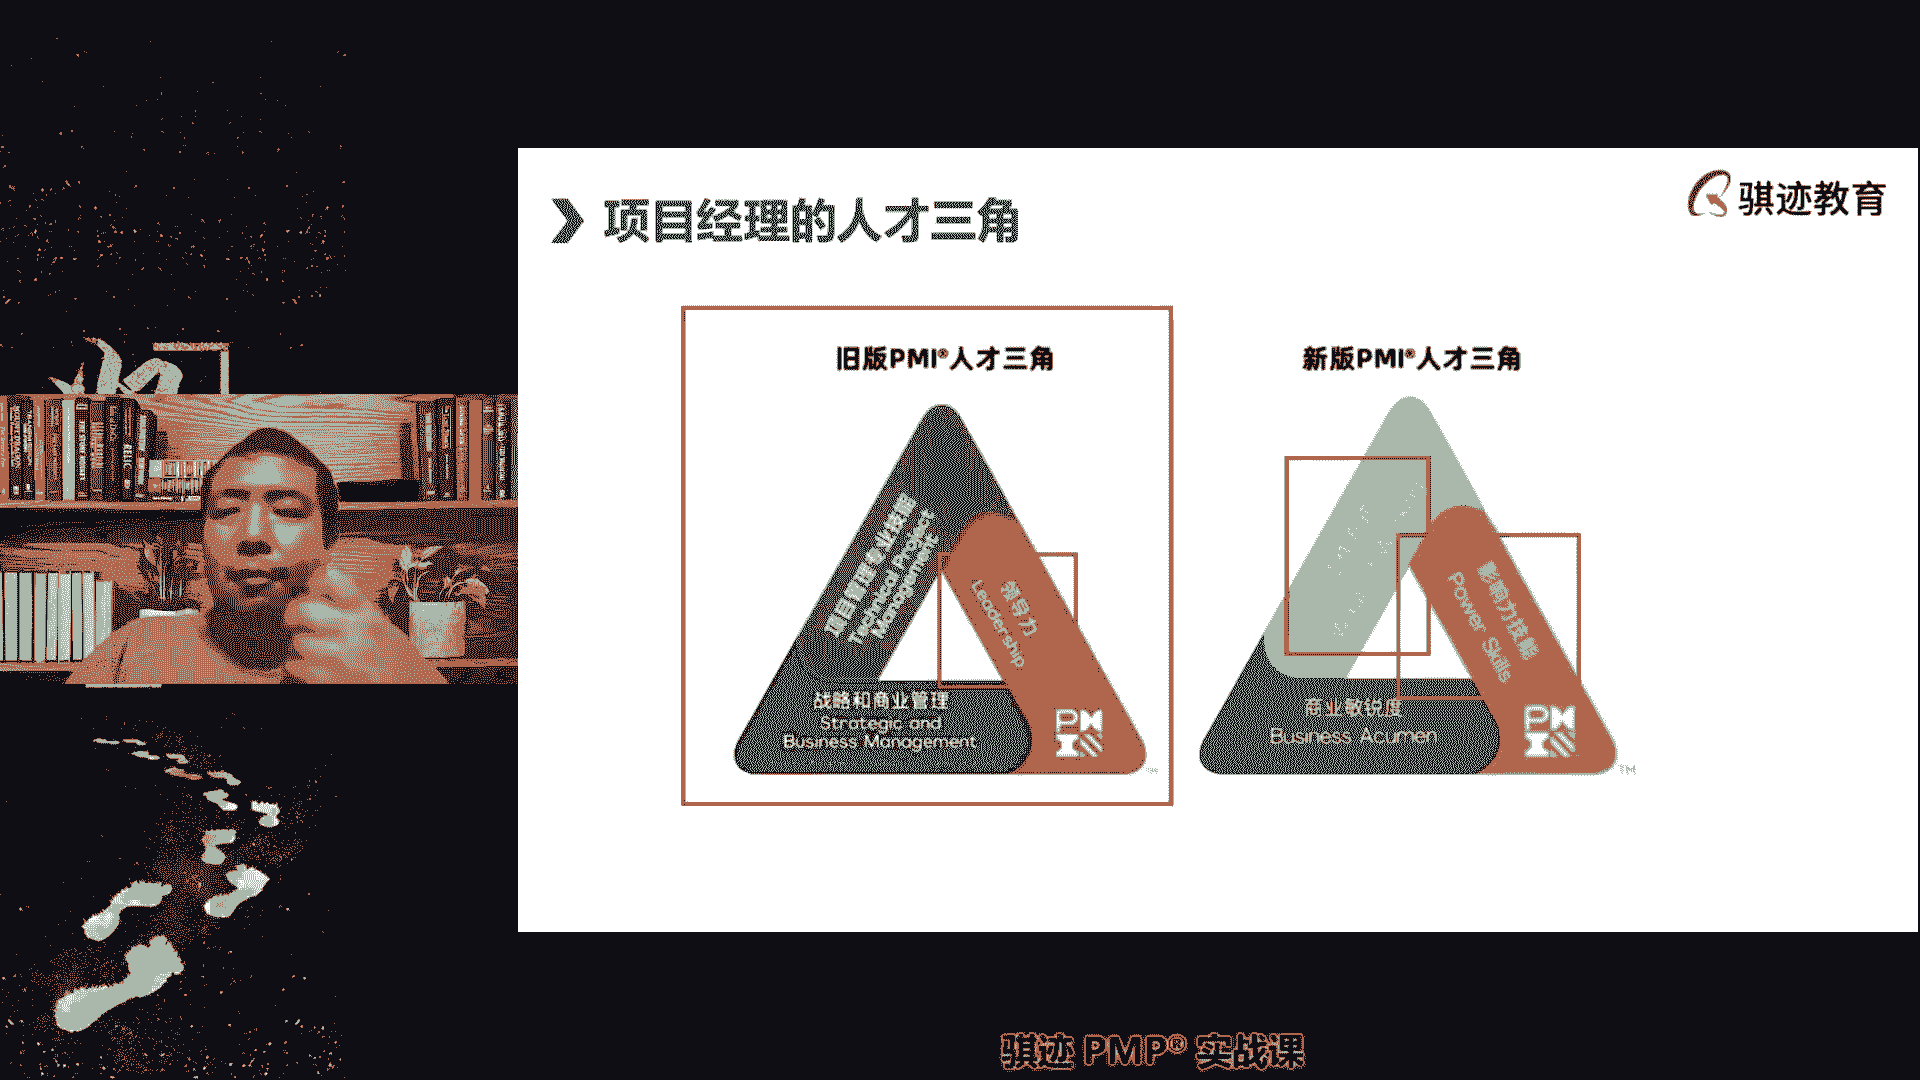 骐迹教育
项目经理的人才三角
旧版PMI®人才三角
项目管理专业技能
Technical Project
Management
领导力
Leadership
战略和商业管理
Strategic and
Business Management
PMI
TM
新版PMI®人才三角
影响力技能
Power Skills
商业敏锐度
Business Acumen
PMI
TM
骐迹 PMP® 实战课